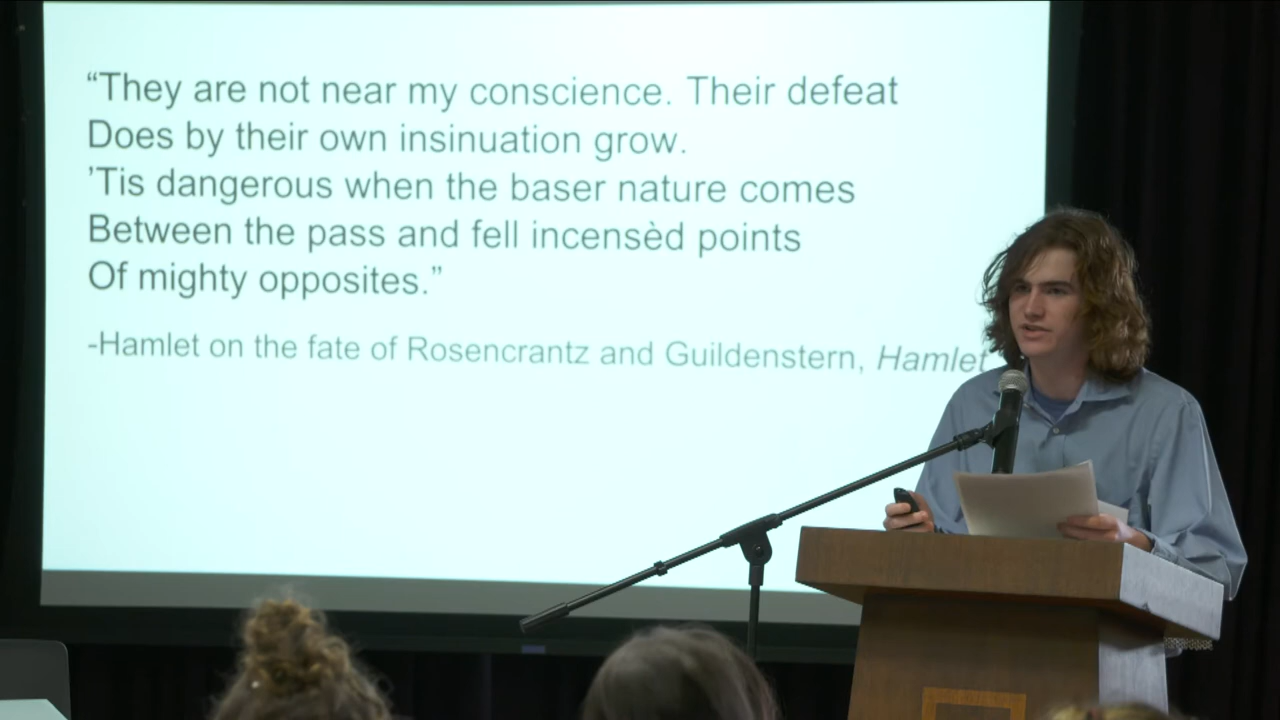 “They are not near my conscience. Their defeat
Does by their own insinuation grow.
’Tis dangerous when the baser nature comes
Between the pass and fell incensèd points
Of mighty opposites.”
-Hamlet on the fate of Rosencrantz and Guildenstern, Hamlet